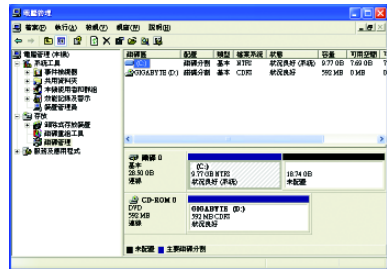 電腦管理
檔案(F) 執行(A) 檢視(V) 視窗(W) 說明(H)
電腦管理 (本機)
系統工具
事件檢視器
共用資料夾
本機使用者和群組
效能記錄及警示
裝置管理員
存放
卸除式存放裝置
磁碟重組工具
磁碟管理
服務及應用程式
磁碟區 配置 類型 檔案系統 狀態 容量 可用空間
(C:) 磁碟分割 基本 NTFS 狀況良好 (系統) 9.77 GB 7.69 GB
GIGABYTE (D:) 磁碟分割 基本 CDFS 狀況良好 592 MB 0 MB
磁碟 0
基本
28.50 GB
連線
(C:)
9.77 GB NTFS
狀況良好 (系統)
18.74 GB
未配置
CD-ROM 0
DVD
592 MB
連線
GIGABYTE (D:)
592 MB CDFS
狀況良好
未配置 主要磁碟分割